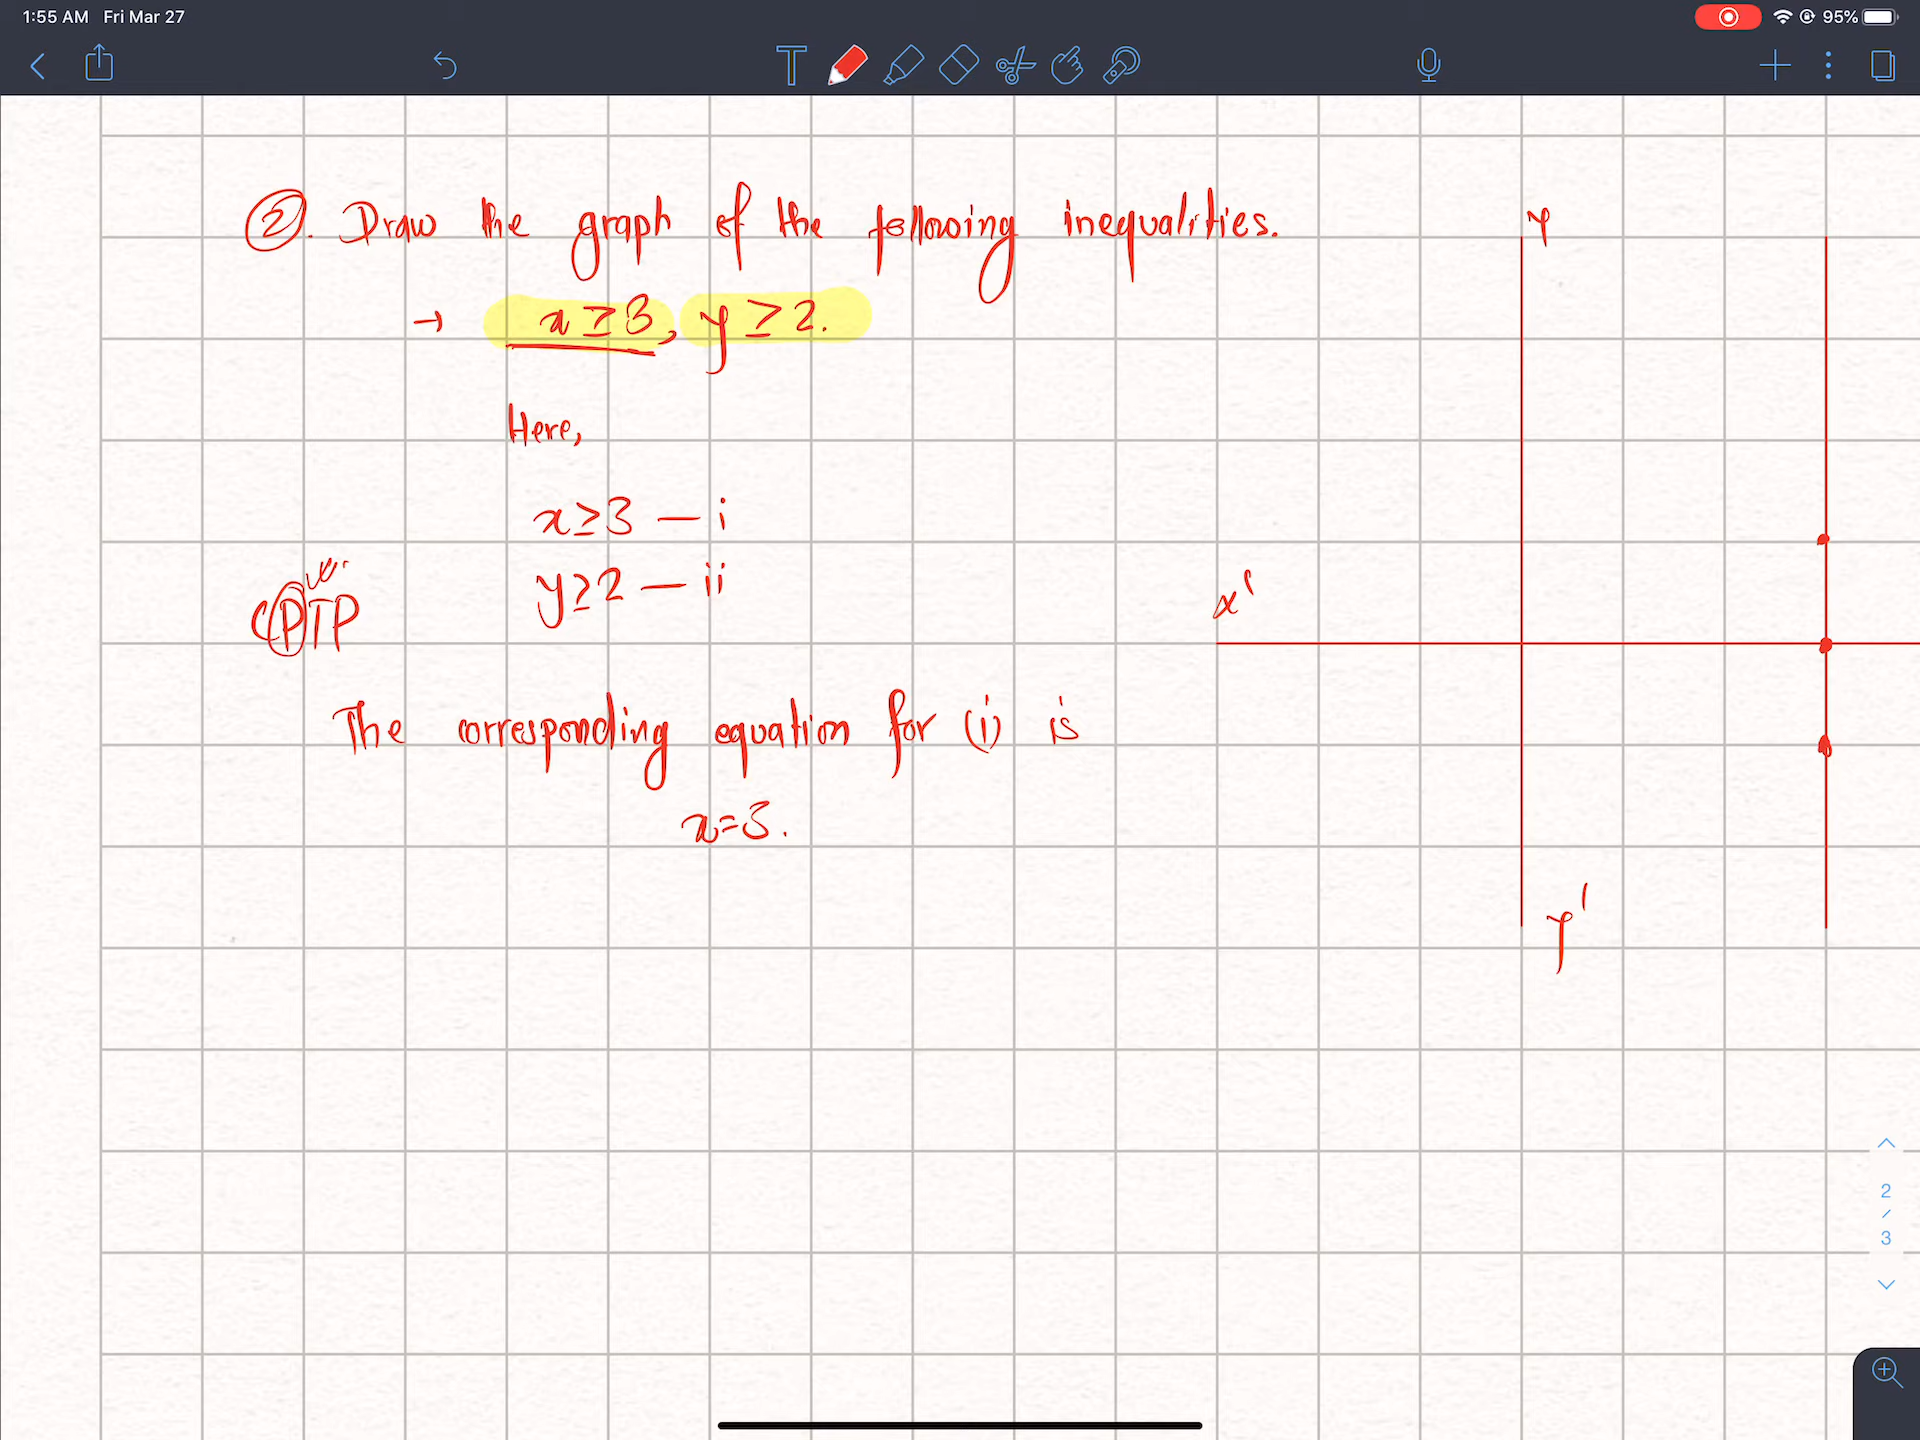 1:55 AM Fri Mar 27
95%
②. Draw the graph of the following inequalities.
→ x ≥ 3, y ≥ 2.
Here,
x ≥ 3 — i
y ≥ 2 — ii
CPTP
The corresponding equation for (i) is
x = 3.
Y
x'
Y'
2
/
3